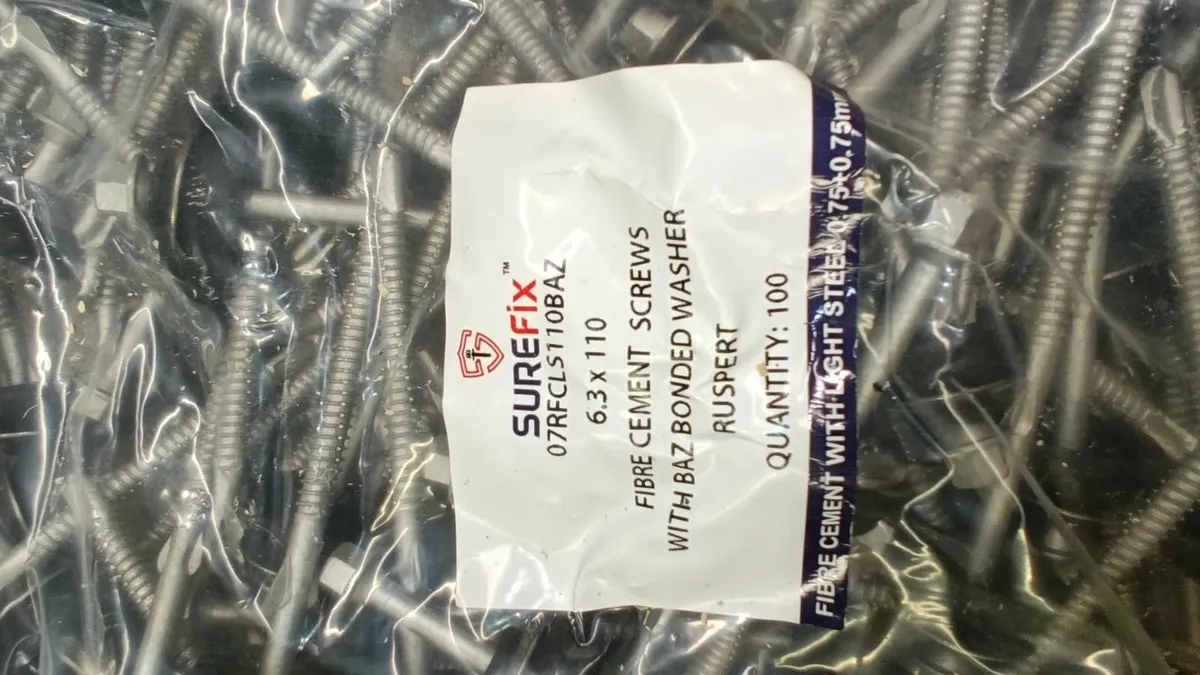 SUREFiX™
07RFCLS110BAZ
6.3 x 110
FIBRE CEMENT SCREWS
WITH BAZ BONDED WASHER
RUSPERT
QUANTITY: 100
FIBRE CEMENT WITH LIGHT STEEL 0.75+0.75mm